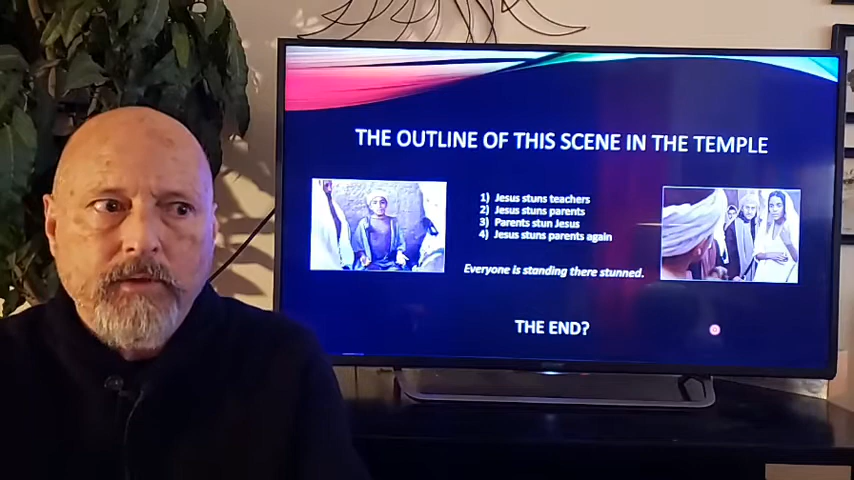 THE OUTLINE OF THIS SCENE IN THE TEMPLE
1) Jesus stuns teachers
2) Jesus stuns parents
3) Parents stun Jesus
4) Jesus stuns parents again
Everyone is standing there stunned.
THE END?